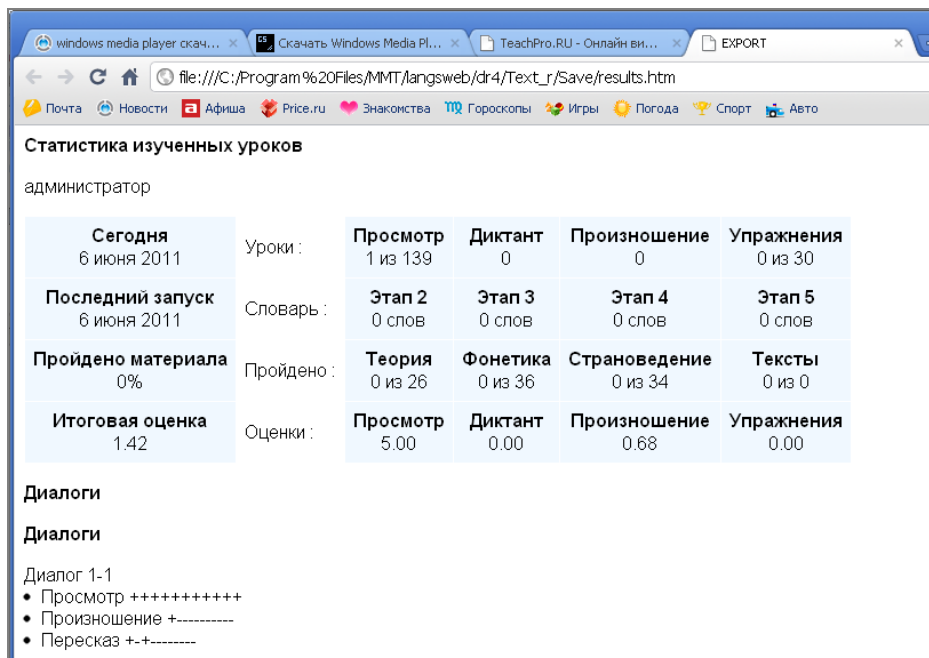 windows media player скач...
Скачать Windows Media Pl...
TeachPro.RU - Онлайн ви...
EXPORT
file:///C:/Program%20Files/MMT/langsweb/dr4/Text_r/Save/results.htm
Почта Новости Афиша Price.ru Знакомства Гороскопы Игры Погода Спорт Авто
Статистика изученных уроков
администратор
Сегодня Просмотр Диктант Произношение Упражнения
6 июня 2011 Уроки : 1 из 139 0 0 0 из 30
Последний запуск Этап 2 Этап 3 Этап 4 Этап 5
6 июня 2011 Словарь : 0 слов 0 слов 0 слов 0 слов
Пройдено материала Теория Фонетика Страноведение Тексты
0% Пройдено : 0 из 26 0 из 36 0 из 34 0 из 0
Итоговая оценка Просмотр Диктант Произношение Упражнения
1.42 Оценки : 5.00 0.00 0.68 0.00
Диалоги
Диалоги
Диалог 1-1
• Просмотр +++++++++++
• Произношение +----------
• Пересказ +-+--------